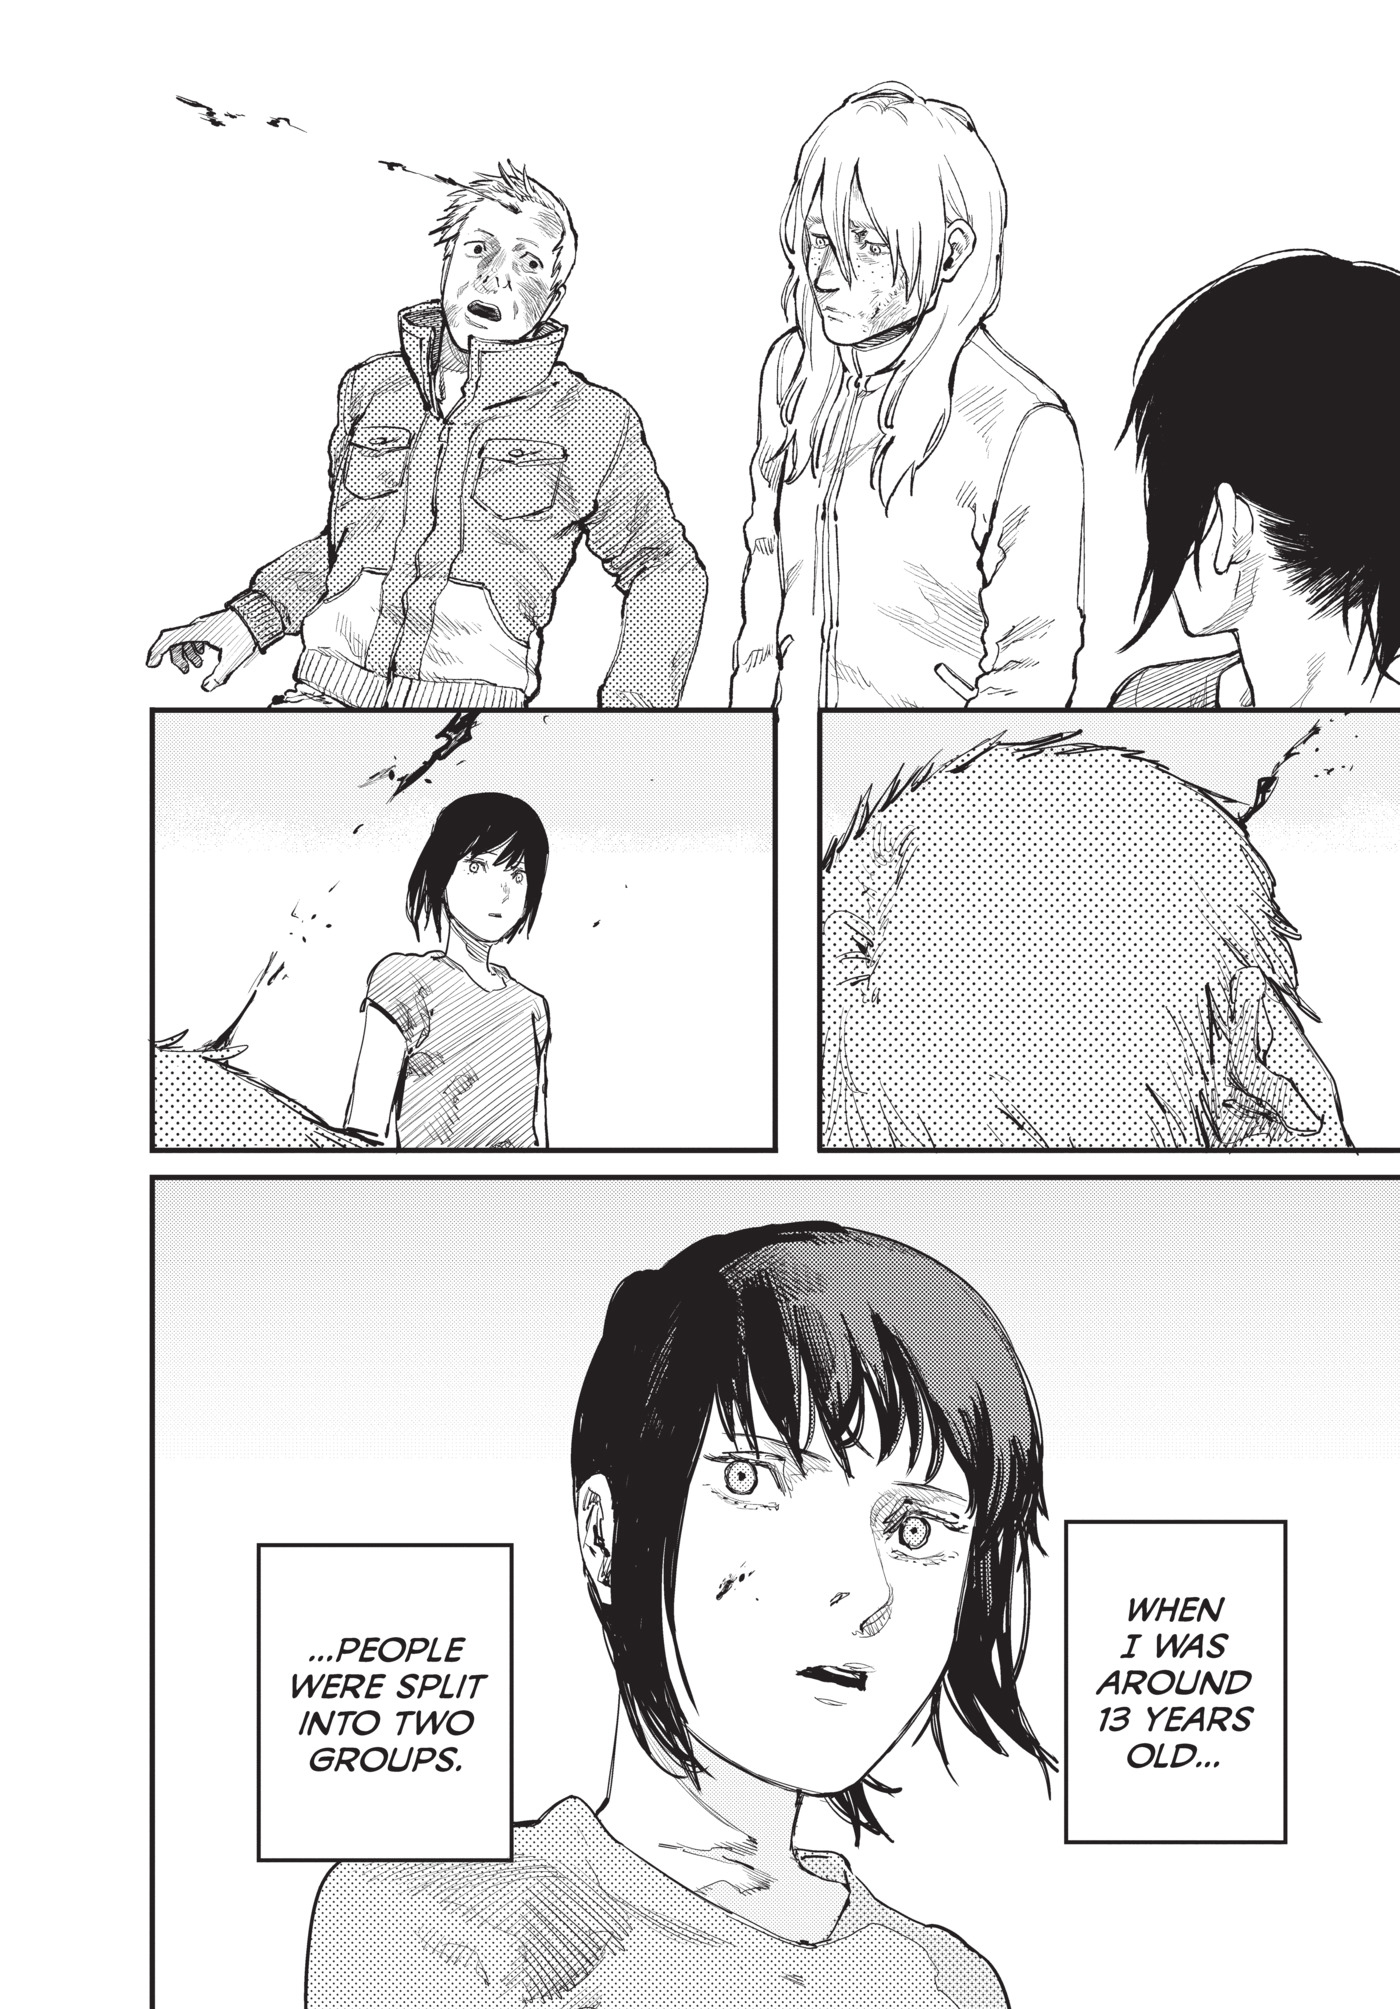 WHEN
I WAS
AROUND
13 YEARS
OLD...
...PEOPLE
WERE SPLIT
INTO TWO
GROUPS.